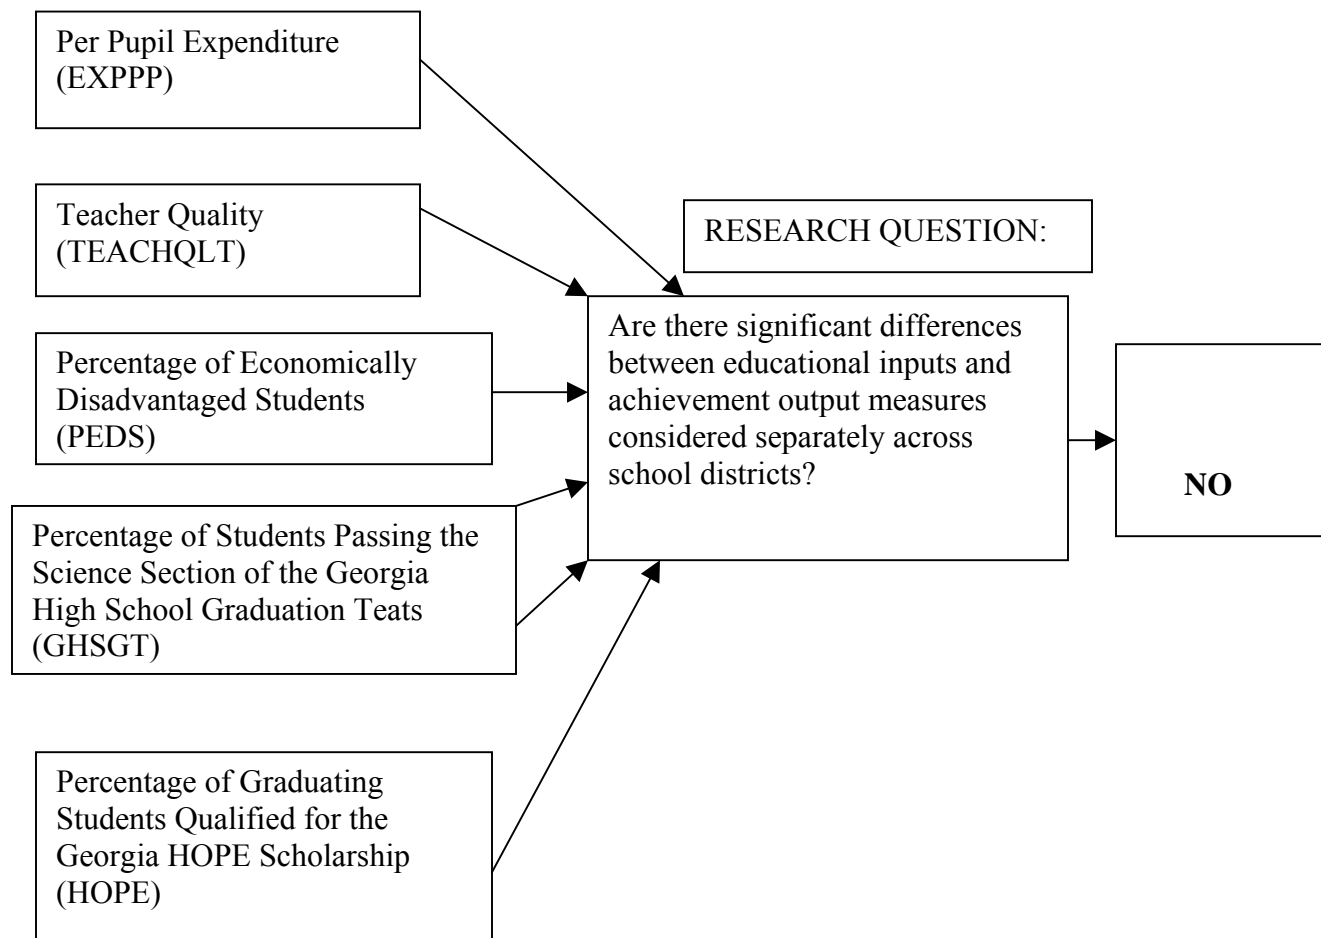 Per Pupil Expenditure
(EXPPP)
Teacher Quality
(TEACHQLT)
RESEARCH QUESTION:
Are there significant differences
between educational inputs and
achievement output measures
considered separately across
school districts?
Percentage of Economically
Disadvantaged Students
(PEDS)
NO
Percentage of Students Passing the
Science Section of the Georgia
High School Graduation Teats
(GHSGT)
Percentage of Graduating
Students Qualified for the
Georgia HOPE Scholarship
(HOPE)